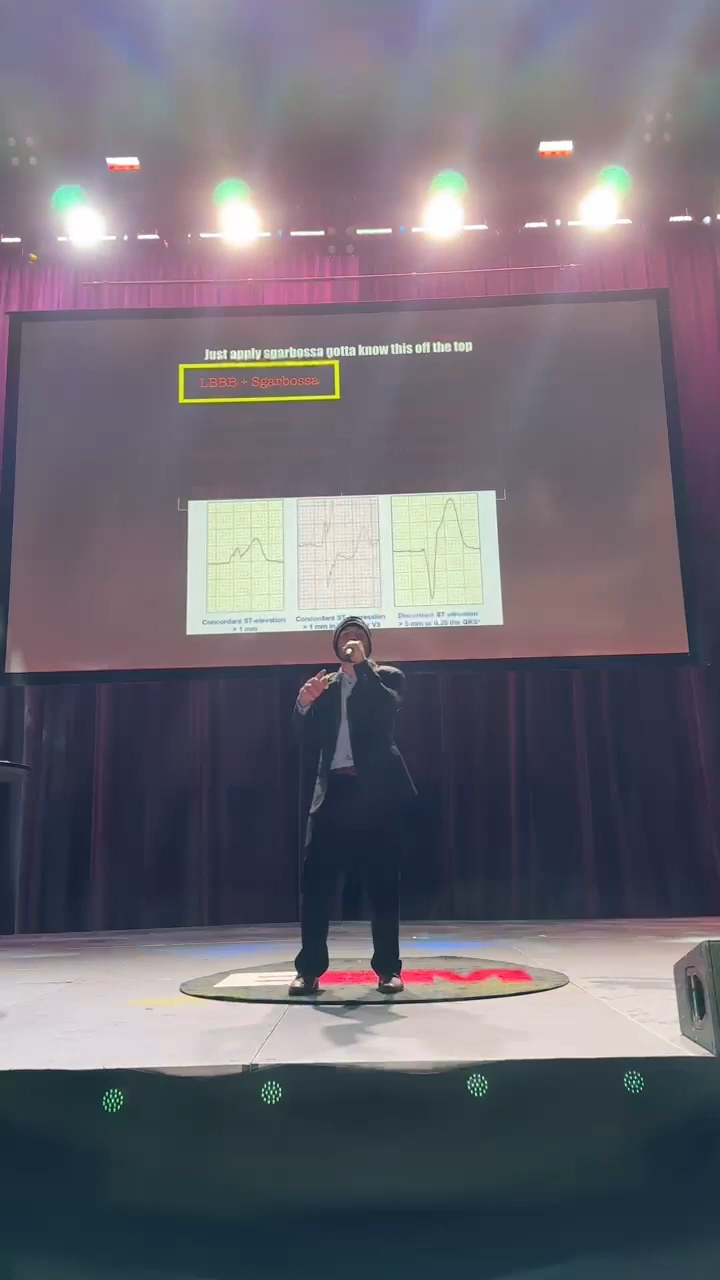 Just apply sgarbossa gotta know this off the top
LBBB + Sgarbossa
Concordant ST-elevation
> 1 mm
Concordant ST-
> 1 mm in
V3
Discordant ST elevation
> 5 mm or 0.25 the QRS*